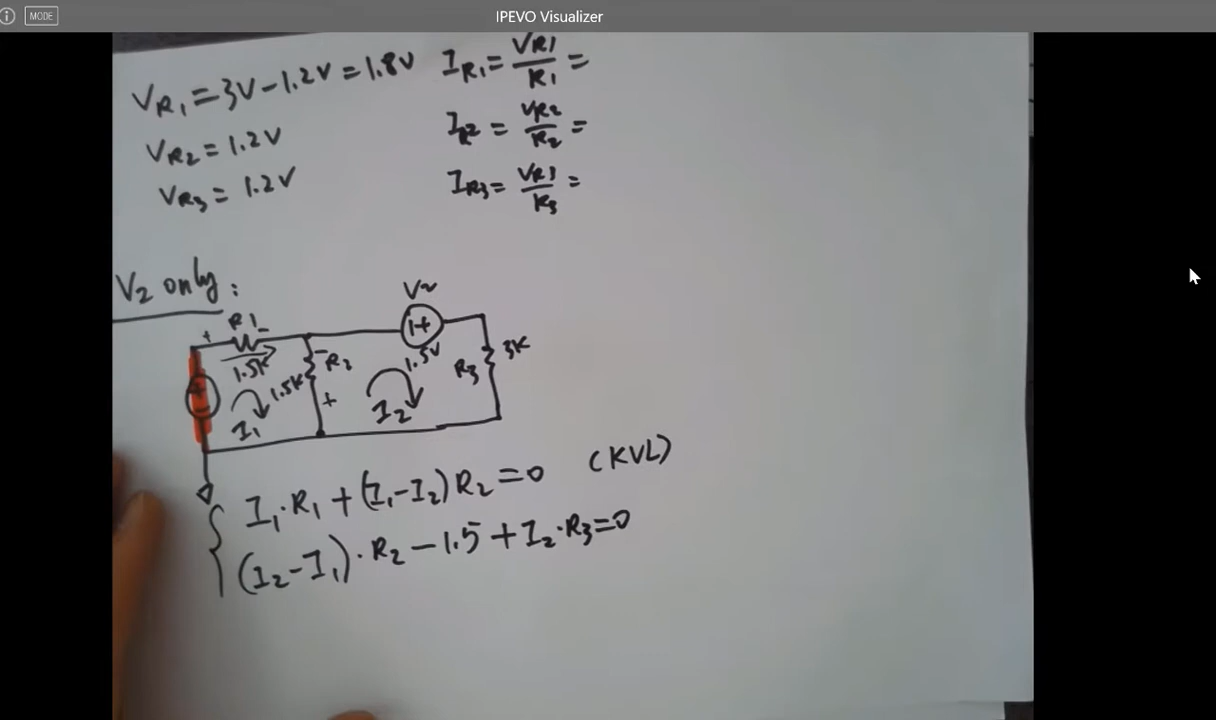 MODE
IPEVO Visualizer
VR1 = 3V - 1.2V = 1.8V
VR2 = 1.2V
VR3 = 1.2V
IR1 = VR1/R1 =
IR2 = VR2/R2 =
IR3 = VR3/R3 =
V2 only:
V2
R1
+ -
1.5K
1.5K
- R2
+
+
I1
- +
1.5V
I2
R3
3K
I1·R1 + (I1-I2)R2 = 0 (KVL)
(I2-I1)·R2 - 1.5 + I2·R3 = 0